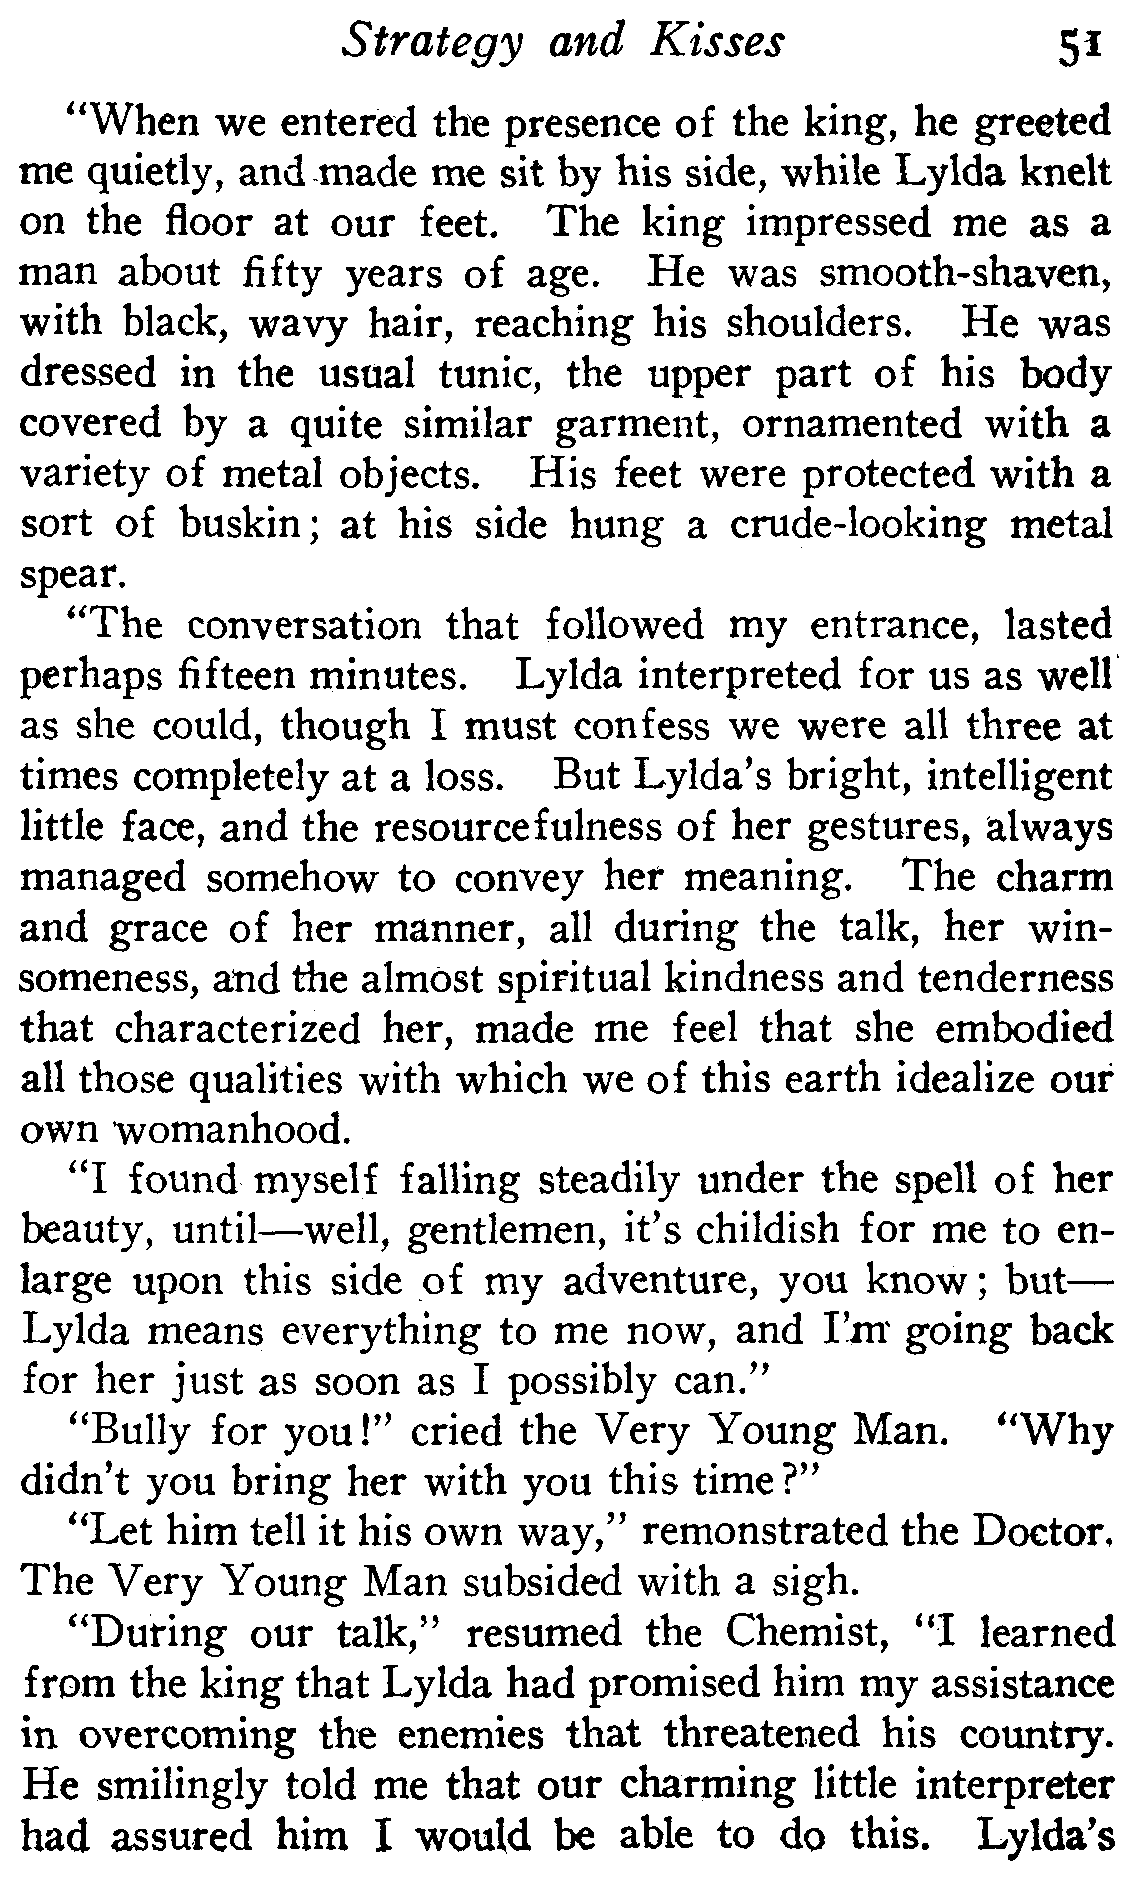 Strategy and Kisses 51
“When we entered the presence of the king, he greeted
me quietly, and made me sit by his side, while Lylda knelt
on the floor at our feet. The king impressed me as a
man about fifty years of age. He was smooth-shaven,
with black, wavy hair, reaching his shoulders. He was
dressed in the usual tunic, the upper part of his body
covered by a quite similar garment, ornamented with a
variety of metal objects. His feet were protected with a
sort of buskin; at his side hung a crude-looking metal
spear.
“The conversation that followed my entrance, lasted
perhaps fifteen minutes. Lylda interpreted for us as well
as she could, though I must confess we were all three at
times completely at a loss. But Lylda’s bright, intelligent
little face, and the resourcefulness of her gestures, always
managed somehow to convey her meaning. The charm
and grace of her manner, all during the talk, her win-
someness, and the almost spiritual kindness and tenderness
that characterized her, made me feel that she embodied
all those qualities with which we of this earth idealize our
own womanhood.
“I found myself falling steadily under the spell of her
beauty, until—well, gentlemen, it’s childish for me to en-
large upon this side of my adventure, you know; but—
Lylda means everything to me now, and I’m going back
for her just as soon as I possibly can.”
“Bully for you!” cried the Very Young Man. “Why
didn’t you bring her with you this time?”
“Let him tell it his own way,” remonstrated the Doctor.
The Very Young Man subsided with a sigh.
“During our talk,” resumed the Chemist, “I learned
from the king that Lylda had promised him my assistance
in overcoming the enemies that threatened his country.
He smilingly told me that our charming little interpreter
had assured him I would be able to do this. Lylda’s